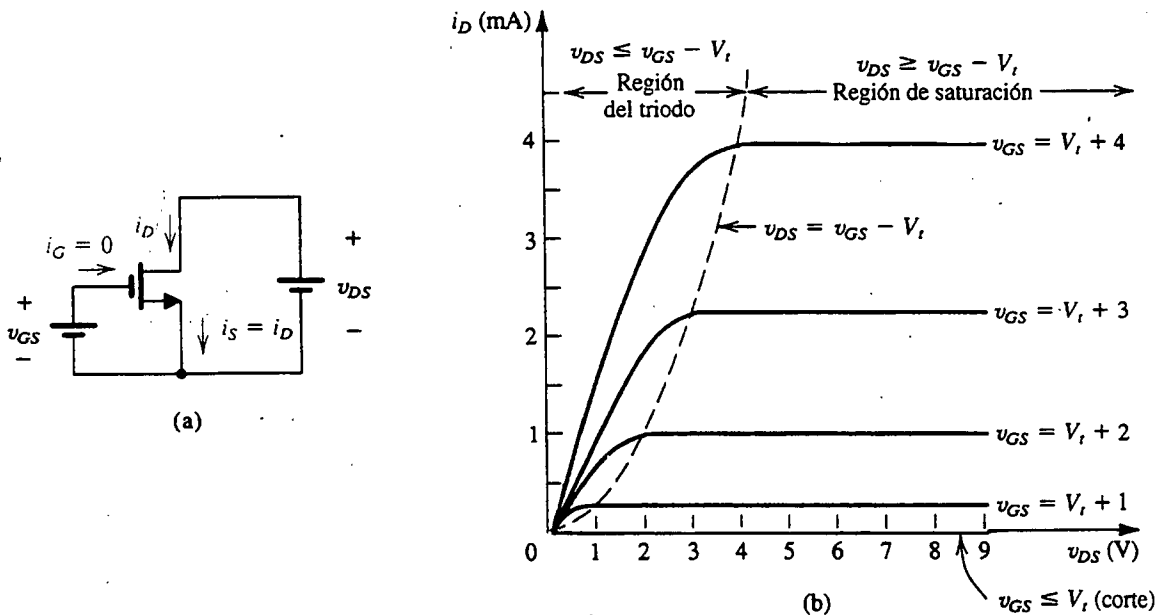 i_G = 0
i_D
+
v_GS
−
i_S = i_D
+
v_DS
−
(a)
i_D (mA)
v_DS ≤ v_GS − V_t
Región
del triodo
v_DS ≥ v_GS − V_t
Región de saturación
4
3
2
1
0
v_GS = V_t + 4
v_DS = v_GS − V_t
v_GS = V_t + 3
v_GS = V_t + 2
v_GS = V_t + 1
1 2 3 4 5 6 7 8 9
v_DS (V)
v_GS ≤ V_t (corte)
(b)